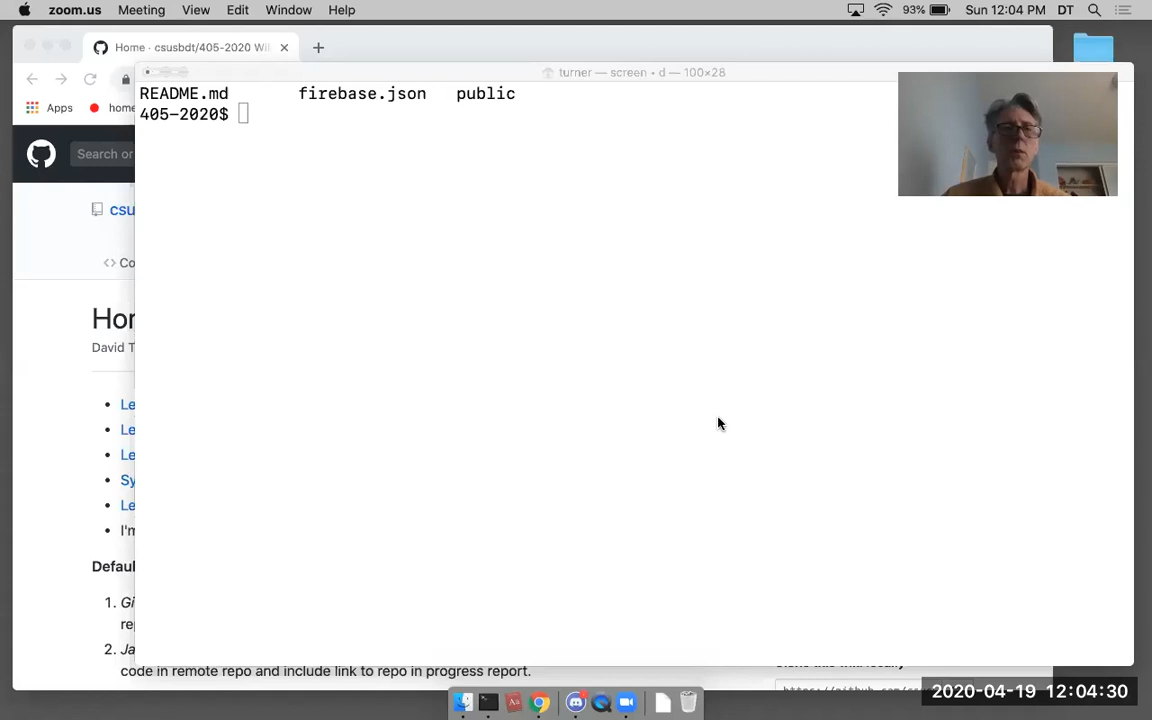 zoom.us Meeting View Edit Window Help 93% Sun 12:04 PM DT
Home · csusbdt/405-2020 Wi
turner — screen • d — 100×28
Apps home
README.md firebase.json public
405-2020$
Search or
csu
Co
Hor
David T
Le
Le
Le
Sy
Le
I'm
Defaul
1. Gi
rep
2. Ja
code in remote repo and include link to repo in progress report.
2020-04-19 12:04:30